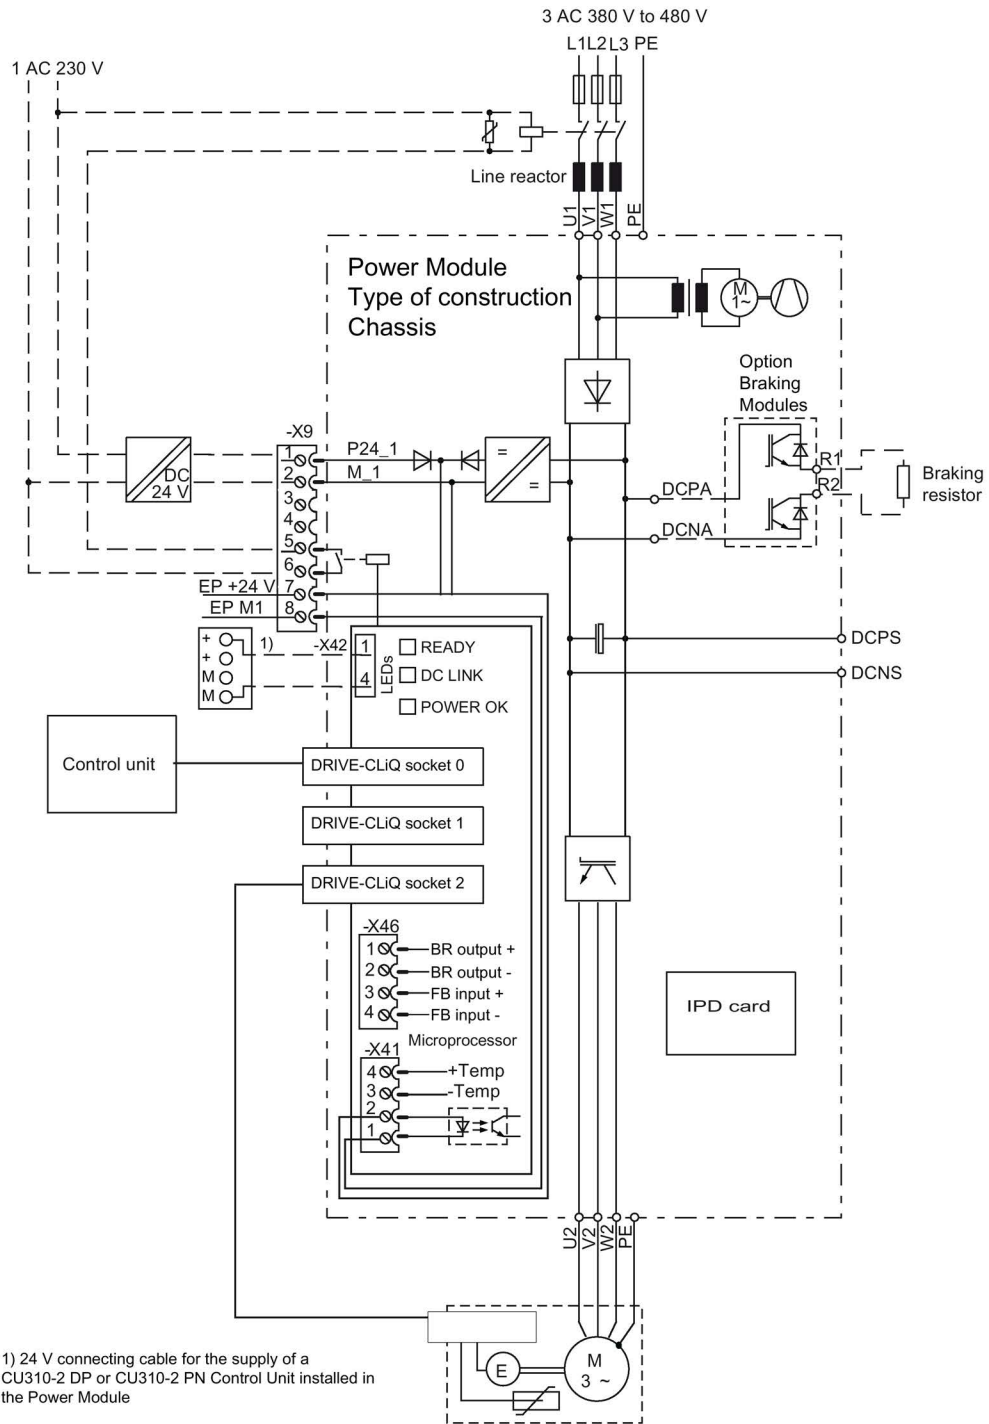 3 AC 380 V to 480 V
L1 L2 L3 PE
1 AC 230 V
Line reactor
U1 V1 W1 PE
Power Module
Type of construction
Chassis
M
1~
Option
Braking
Modules
-X9
P24_1
M_1
1
2
3
4
5
6
7
8
DC
24 V
=
=
R1
R2
Braking
resistor
DCPA
DCNA
EP +24 V
EP M1
+
+
M
M
1)
-X42
1
4
LEDs
READY
DC LINK
POWER OK
DCPS
DCNS
Control unit
DRIVE-CLiQ socket 0
DRIVE-CLiQ socket 1
DRIVE-CLiQ socket 2
-X46
1 BR output +
2 BR output -
3 FB input +
4 FB input -
Microprocessor
-X41
4 +Temp
3 -Temp
2
1
IPD card
U2 V2 W2 PE
E
M
3 ~
1) 24 V connecting cable for the supply of a
CU310-2 DP or CU310-2 PN Control Unit installed in
the Power Module